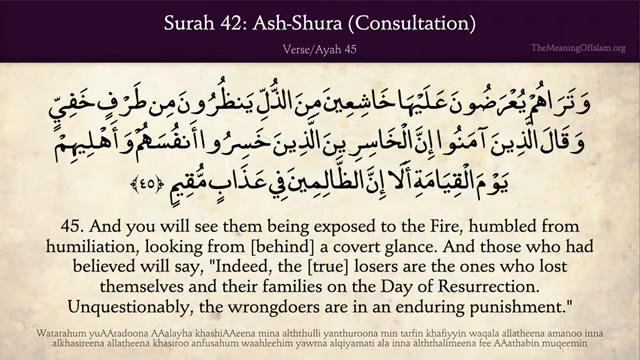 Surah 42: Ash-Shura (Consultation)
Verse/Ayah 45
TheMeaningOfIslam.org
وَتَرَاهُمْ يُعْرَضُونَ عَلَيْهَا خَاشِعِينَ مِنَ الذُّلِّ يَنظُرُونَ مِن طَرْفٍ خَفِيٍّ
وَقَالَ الَّذِينَ آمَنُوا إِنَّ الْخَاسِرِينَ الَّذِينَ خَسِرُوا أَنفُسَهُمْ وَأَهْلِيهِمْ
يَوْمَ الْقِيَامَةِ أَلَا إِنَّ الظَّالِمِينَ فِي عَذَابٍ مُّقِيمٍ ﴿٤٥﴾
45. And you will see them being exposed to the Fire, humbled from
humiliation, looking from [behind] a covert glance. And those who had
believed will say, "Indeed, the [true] losers are the ones who lost
themselves and their families on the Day of Resurrection.
Unquestionably, the wrongdoers are in an enduring punishment."
Watarahum yuAAradoona AAalayha khashiAAeena mina alththulli yanthuroona min tarfin khafiyyin waqala allatheena amanoo inna
alkhasireena allatheena khasiroo anfusahum waahleehim yawma alqiyamati ala inna alththalimeena fee AAathabin muqeemin